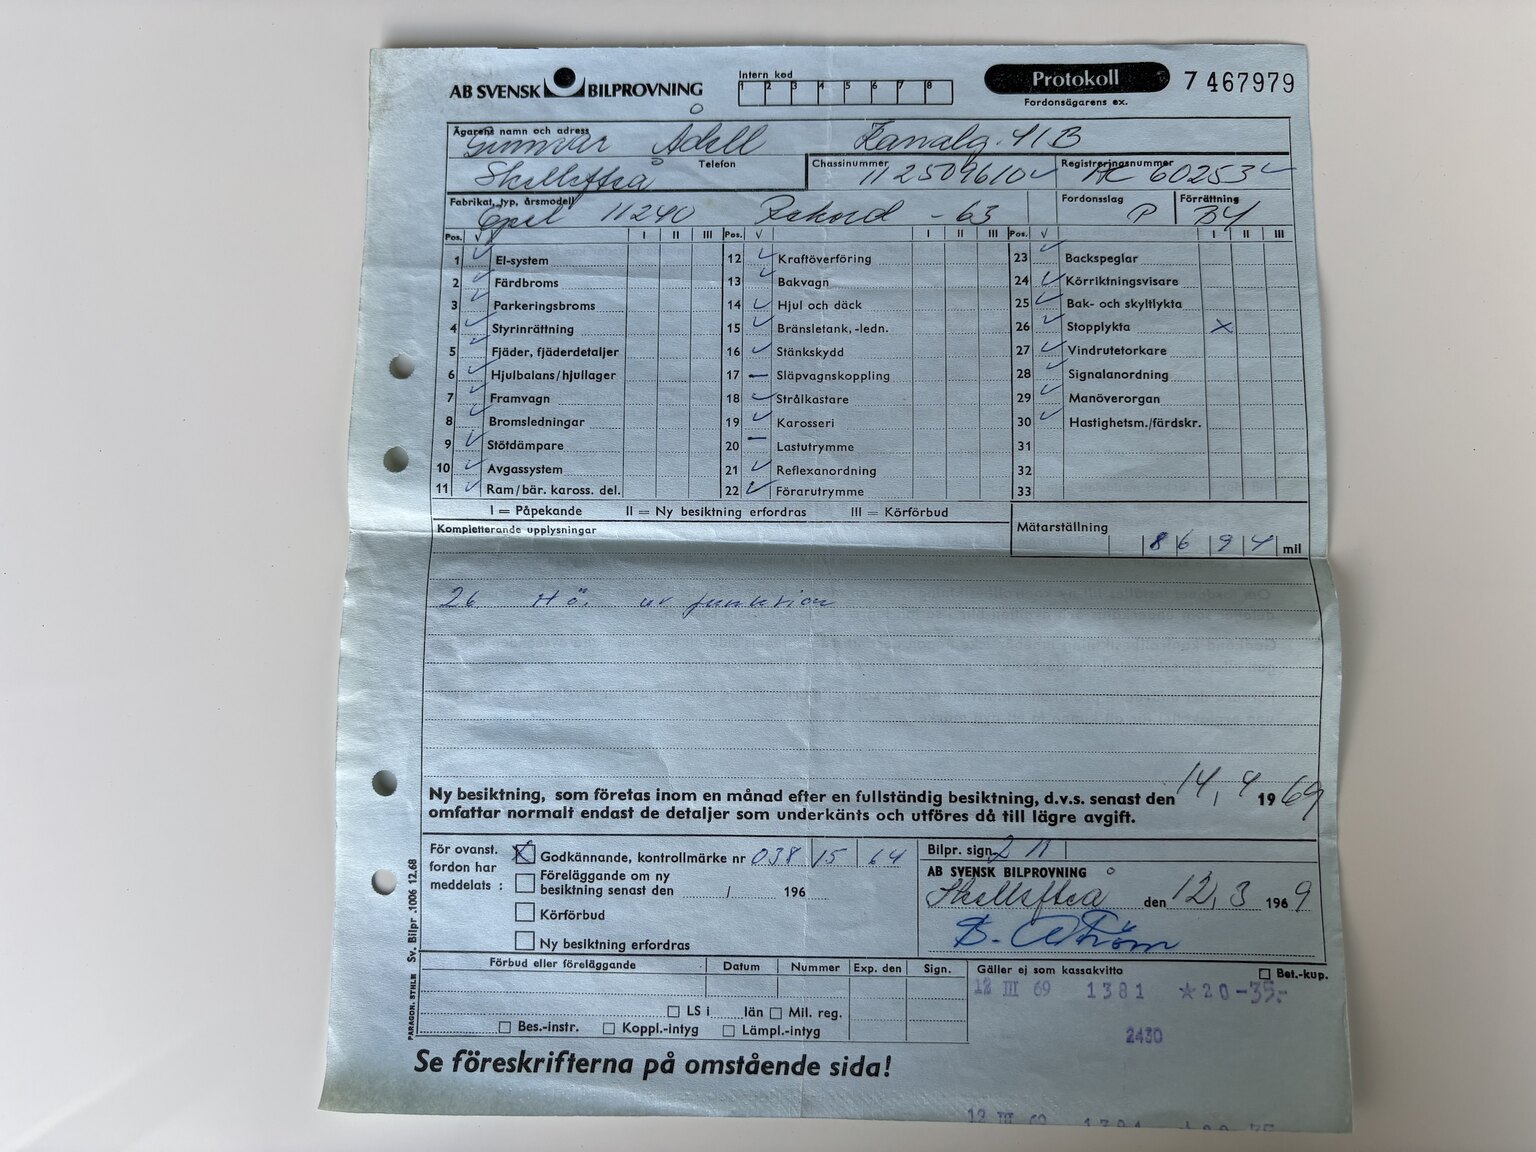 AB SVENSK BILPROVNING
Intern kod
1 2 3 4 5 6 7 8
Protokoll
Fordonsägarens ex.
7 467979
Ägarens namn och adress
Gunnar Ådell Kanalg. 41B
Skellefteå
Telefon
Chassinummer
11 2509610
Registreringsnummer
AC 60253
Fabrikat, typ, årsmodell
Opel 11240 Rekord -63
Fordonsslag
P
Förrättning
Pos. √ I II III Pos. √ I II III Pos. √ I II III
1 √ El-system
2 √ Färdbroms
3 √ Parkeringsbroms
4 √ Styrinrättning
5 √ Fjäder, fjäderdetaljer
6 √ Hjulbalans/hjullager
7 √ Framvagn
8 √ Bromsledningar
9 √ Stötdämpare
10 √ Avgassystem
11 √ Ram/bär. kaross. del.
12 √ Kraftöverföring
13 √ Bakvagn
14 √ Hjul och däck
15 √ Bränsletank, -ledn.
16 √ Stänkskydd
17 — Släpvagnskoppling
18 √ Strålkastare
19 √ Karosseri
20 — Lastutrymme
21 √ Reflexanordning
22 √ Förarutrymme
23 √ Backspeglar
24 √ Körriktningsvisare
25 √ Bak- och skyltlykta
26 √ Stopplykta X
27 √ Vindrutetorkare
28 √ Signalanordning
29 √ Manöverorgan
30 √ Hastighetsm./färdskr.
31
32
33
I = Påpekande II = Ny besiktning erfordras III = Körförbud
Kompletterande upplysningar
Mätarställning
8 6 9 4 mil
26 Hö. ur funktion
Ny besiktning, som företas inom en månad efter en fullständig besiktning, d.v.s. senast den 14, 4 19 69
omfattar normalt endast de detaljer som underkänts och utföres då till lägre avgift.
För ovanst. fordon har meddelats :
X Godkännande, kontrollmärke nr 038 15 64
Föreläggande om ny
besiktning senast den / 196
Körförbud
Ny besiktning erfordras
Bilpr. sign.
AB SVENSK BILPROVNING
Skellefteå den 12, 3 1969
B.
Förbud eller föreläggande Datum Nummer Exp. den Sign.
LS i län Mil. reg.
Bes.-instr. Koppl.-intyg Lämpl.-intyg
Gäller ej som kassakvitto
Bet.-kup.
12 III 69 1381 ★20-35.-
2430
Sv. Bilpr .1006 12.68
PARAGON, STHLM
Se föreskrifterna på omstående sida!